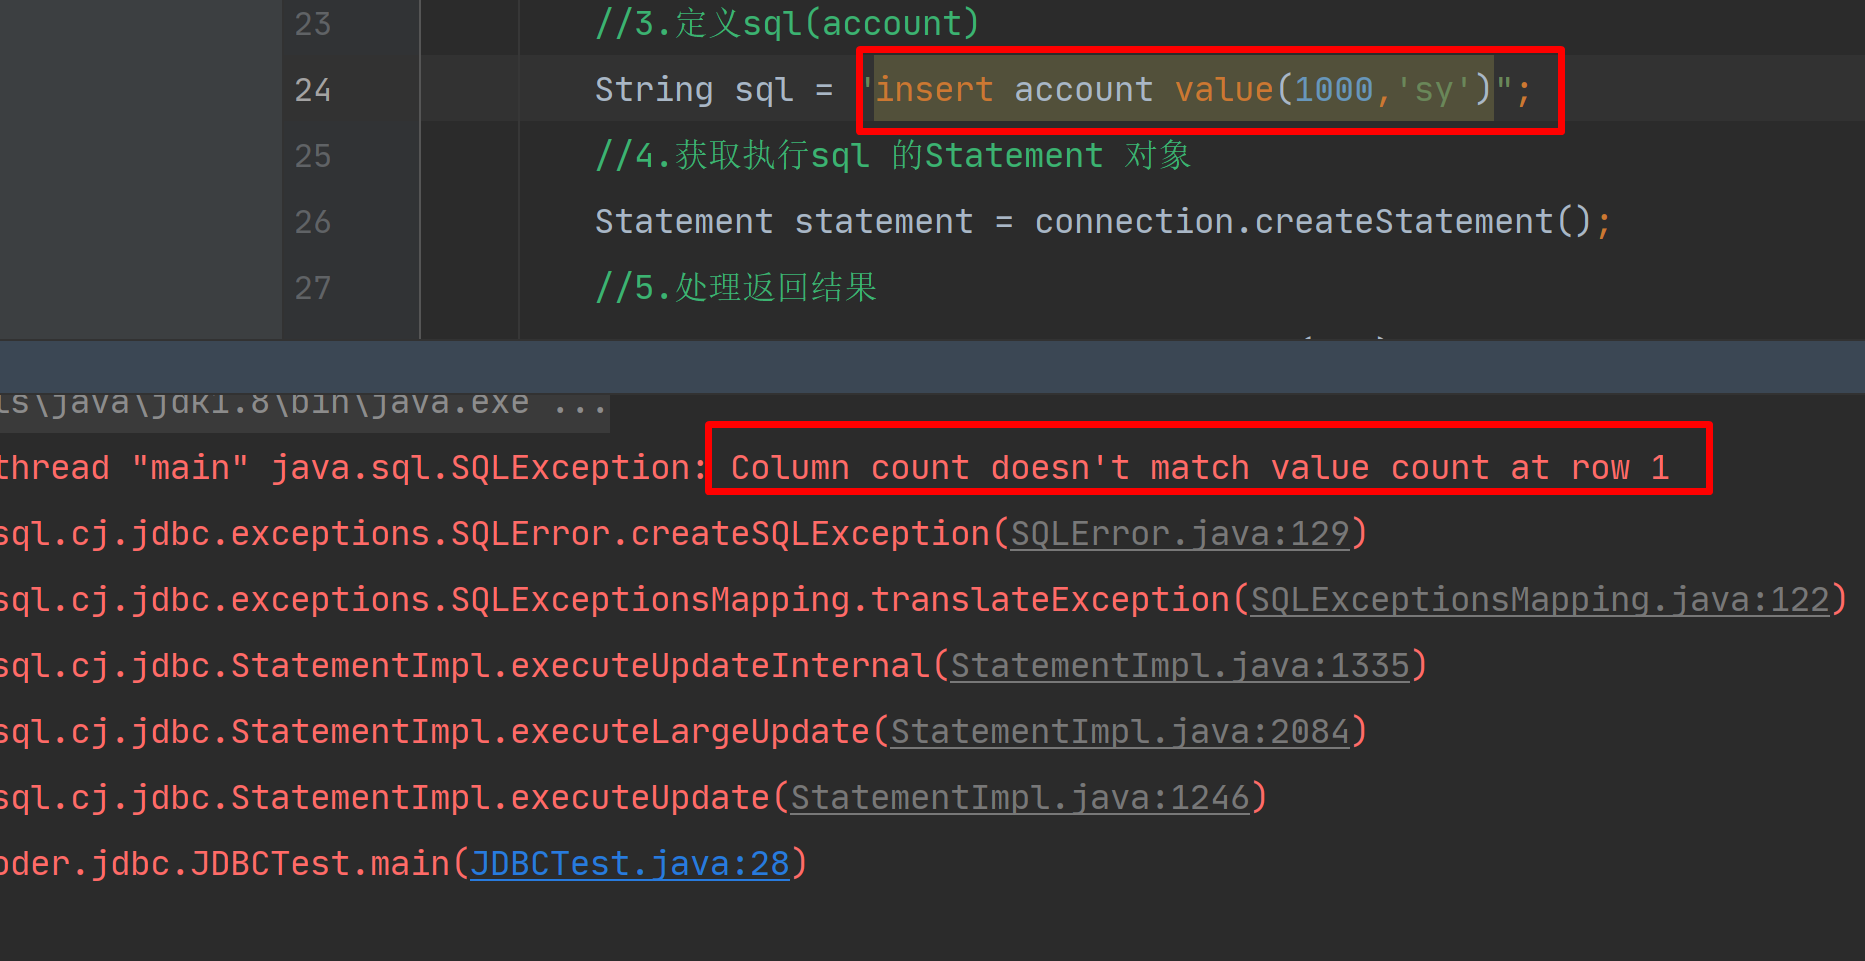 23 //3.定义sql(account)
24 String sql = "insert account value(1000,'sy')";
25 //4.获取执行sql 的Statement 对象
26 Statement statement = connection.createStatement();
27 //5.处理返回结果
ts\java\jdk1.8\bin\java.exe ...
thread "main" java.sql.SQLException: Column count doesn't match value count at row 1
sql.cj.jdbc.exceptions.SQLError.createSQLException(SQLError.java:129)
sql.cj.jdbc.exceptions.SQLExceptionsMapping.translateException(SQLExceptionsMapping.java:122)
sql.cj.jdbc.StatementImpl.executeUpdateInternal(StatementImpl.java:1335)
sql.cj.jdbc.StatementImpl.executeLargeUpdate(StatementImpl.java:2084)
sql.cj.jdbc.StatementImpl.executeUpdate(StatementImpl.java:1246)
oder.jdbc.JDBCTest.main(JDBCTest.java:28)